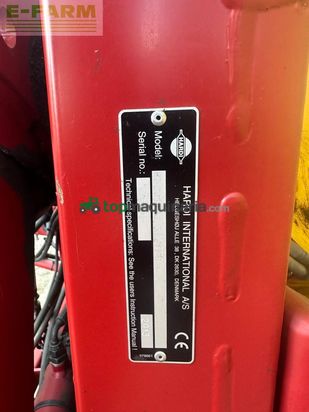 E-FARM
HARDI
HARDI INTERNATIONAL A/S
HELGESHØJ ALLE 38, DK 2630, DENMARK
Model:
Serial no.:
Technical specifications: See the users Instruction Manual !
CE
topmaquinaria.com